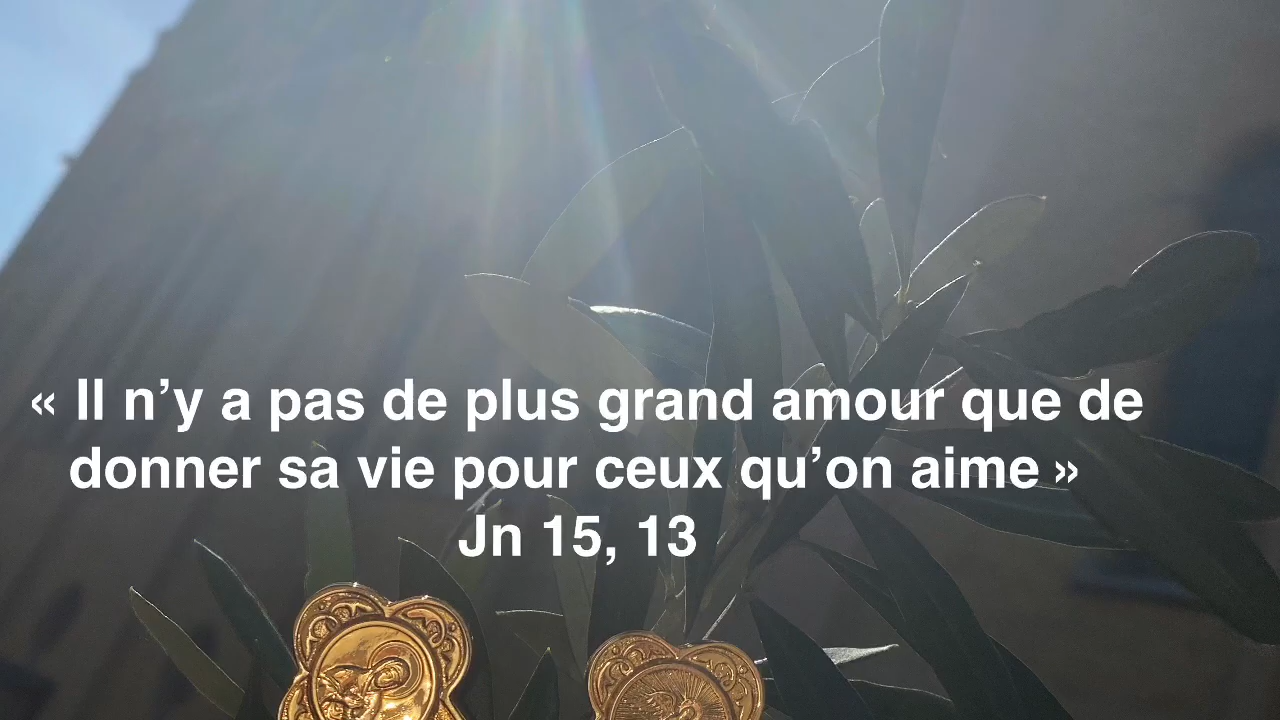 « Il n’y a pas de plus grand amour que de
donner sa vie pour ceux qu’on aime »
Jn 15, 13